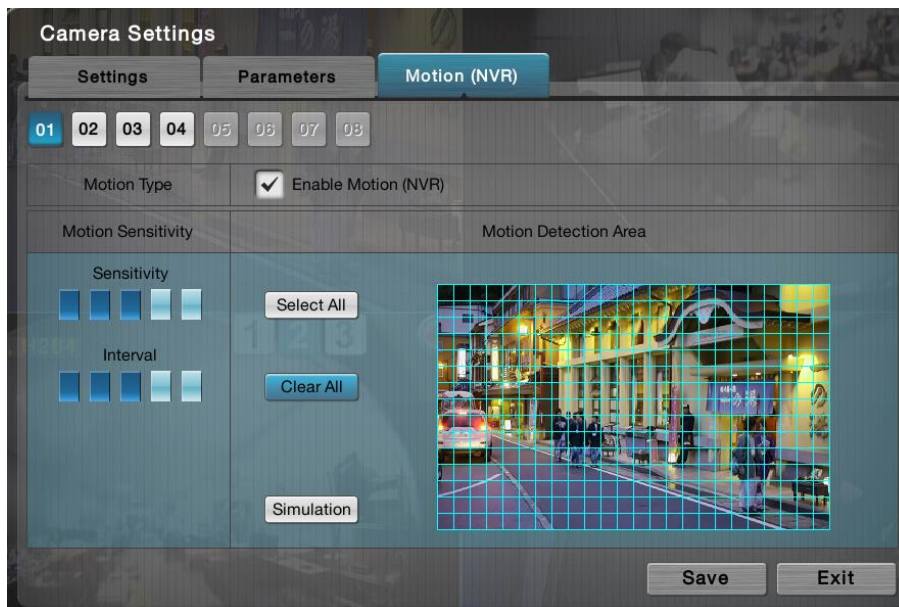 Camera Settings
Settings
Parameters
Motion (NVR)
01 02 03 04 05 06 07 08
Motion Type
Enable Motion (NVR)
Motion Sensitivity
Motion Detection Area
Sensitivity
Select All
Interval
Clear All
Simulation
Save
Exit